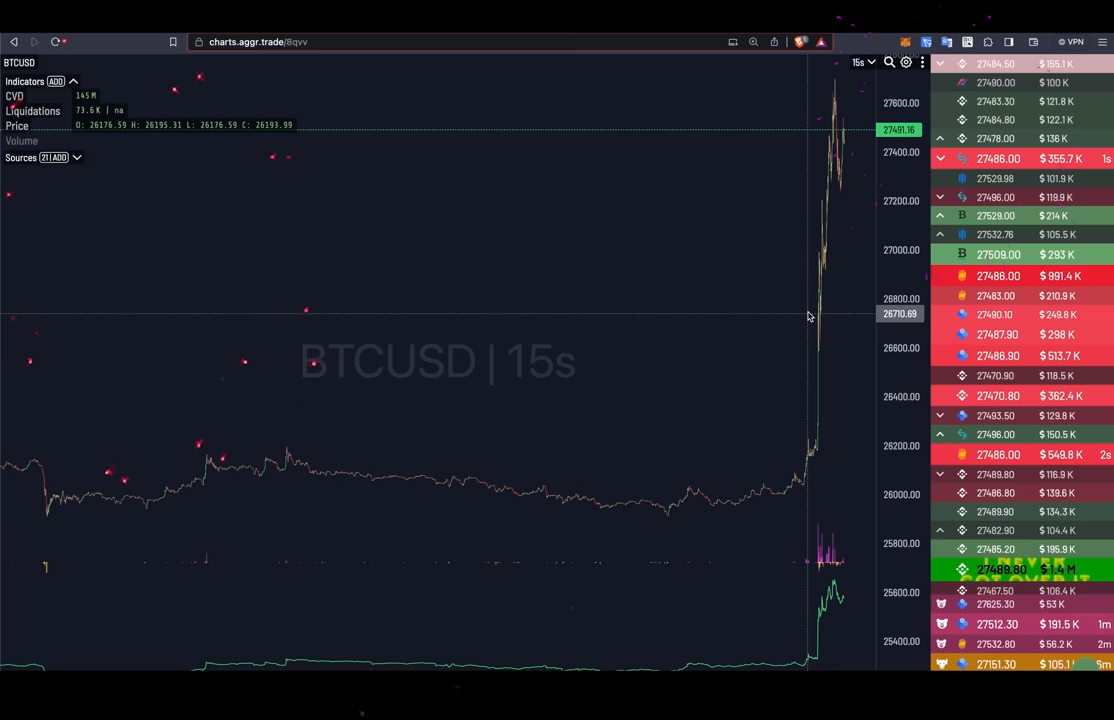 charts.aggr.trade/8qvv
VPN
BTCUSD
15s
Indicators ADD
CVD 145M
Liquidations 73.6K | na
Price O: 26176.59 H: 26195.31 L: 26176.59 C: 26193.99
Volume
Sources 21 | ADD
BTCUSD | 15s
27600.00
27491.16
27400.00
27200.00
27000.00
26800.00
26710.69
26600.00
26400.00
26200.00
26000.00
25800.00
25600.00
25400.00
27484.50 $155.1 K
27490.00 $100 K
27483.30 $121.8 K
27484.80 $122.1 K
27478.00 $136 K
27486.00 $355.7 K 1s
27529.98 $101.9 K
27496.00 $119.9 K
27529.00 $214 K
27532.76 $105.5 K
27509.00 $293 K
27486.00 $991.4 K
27483.00 $210.9 K
27490.10 $249.8 K
27487.90 $298 K
27486.90 $513.7 K
27470.90 $118.5 K
27470.80 $362.4 K
27493.50 $129.8 K
27496.00 $150.5 K
27486.00 $549.8 K 2s
27489.80 $116.9 K
27486.80 $139.6 K
27489.90 $134.3 K
27482.90 $104.4 K
27485.20 $195.9 K
27489.80 $1.4 M
I NEVER
GOT OVER IT
27467.50 $106.4 K
27625.30 $53 K
27512.30 $191.5 K 1m
27532.80 $56.2 K 2m
27151.30 $105.1